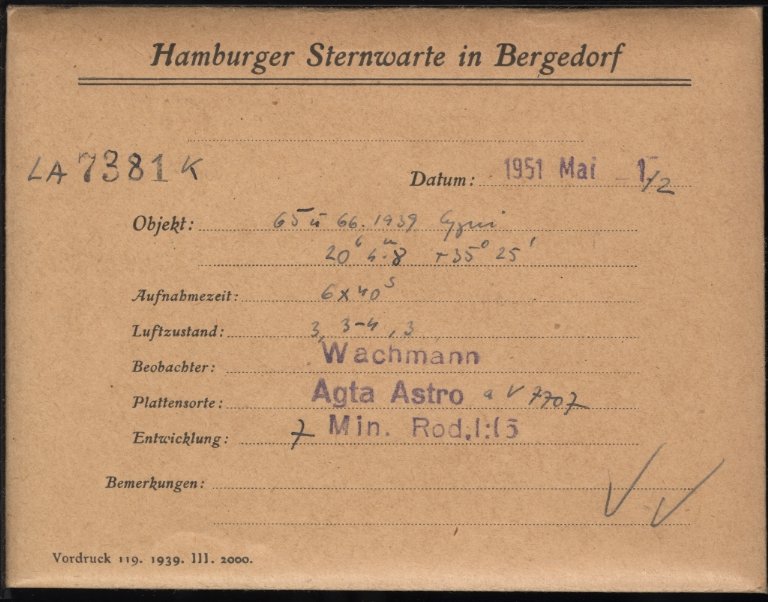 Hamburger Sternwarte in Bergedorf
LA 7381 K
Datum: 1951 Mai 1/2
Objekt: 65 u 66. 1939 Cygni
20h 4m.8 +35° 25'
Aufnahmezeit: 6x40s
Luftzustand: 3, 3-4, 3
Beobachter: Wachmann
Plattensorte: Agta Astro 7707
Entwicklung: 7 Min. Rod. 1:15
Bemerkungen:
Vordruck 119. 1939. III. 2000.